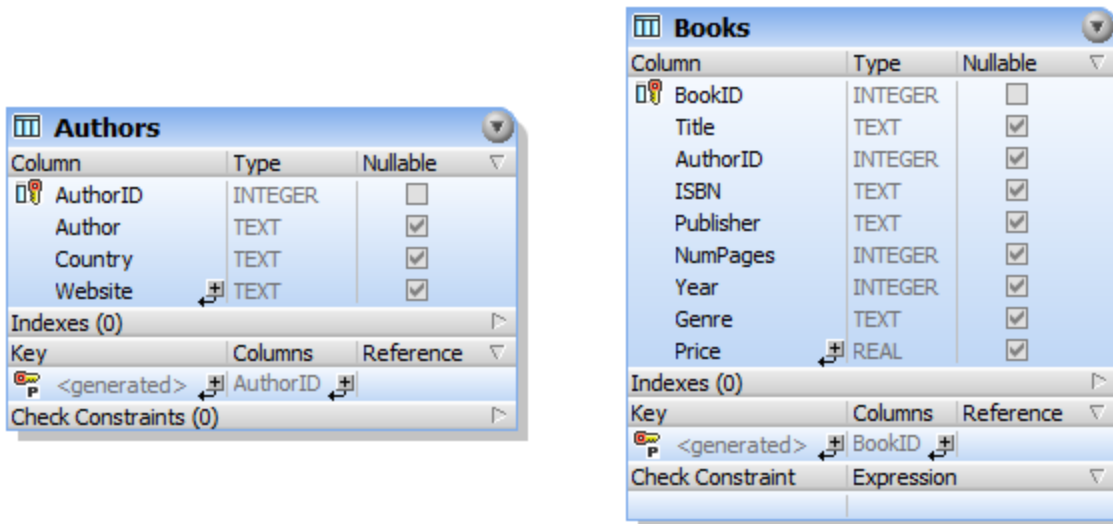 Authors
Column Type Nullable
AuthorID INTEGER
Author TEXT
Country TEXT
Website TEXT
Indexes (0)
Key Columns Reference
P <generated> AuthorID
Check Constraints (0)
Books
Column Type Nullable
BookID INTEGER
Title TEXT
AuthorID INTEGER
ISBN TEXT
Publisher TEXT
NumPages INTEGER
Year INTEGER
Genre TEXT
Price REAL
Indexes (0)
Key Columns Reference
P <generated> BookID
Check Constraint Expression